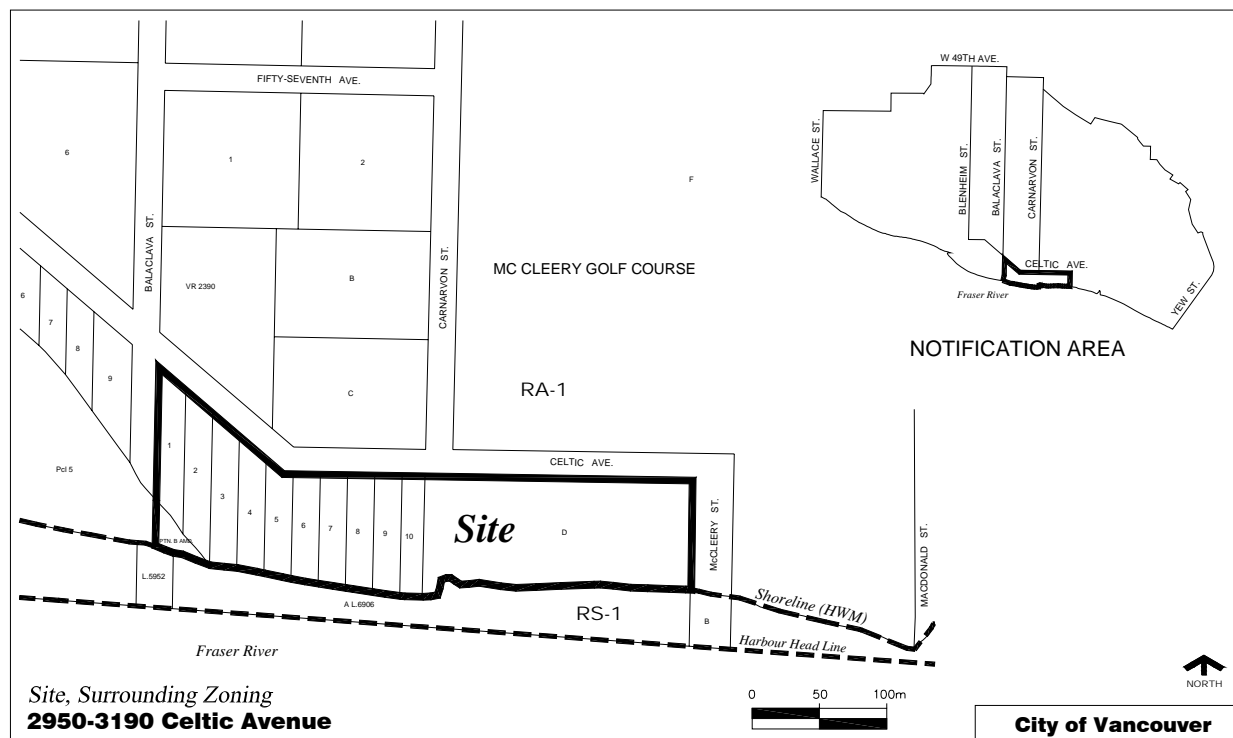 FIFTY-SEVENTH AVE.
6
1
2
F
BALACLAVA ST.
CARNARVON ST.
MC CLEERY GOLF COURSE
VR 2390
B
C
6
7
8
9
RA-1
CELTIC AVE.
Pcl 5
1
2
3
4
5
6
7
8
9
10
Site
D
McCLEERY ST.
MACDONALD ST.
PTN. B AMD.
L.5952
A L.6906
RS-1
B
Shoreline (HWM)
Harbour Head Line
Fraser River
W 49TH AVE.
WALLACE ST.
BLENHEIM ST.
BALACLAVA ST.
CARNARVON ST.
CELTIC AVE.
Fraser River
YEW ST.
NOTIFICATION AREA
Site, Surrounding Zoning
2950-3190 Celtic Avenue
0 50 100m
NORTH
City of Vancouver